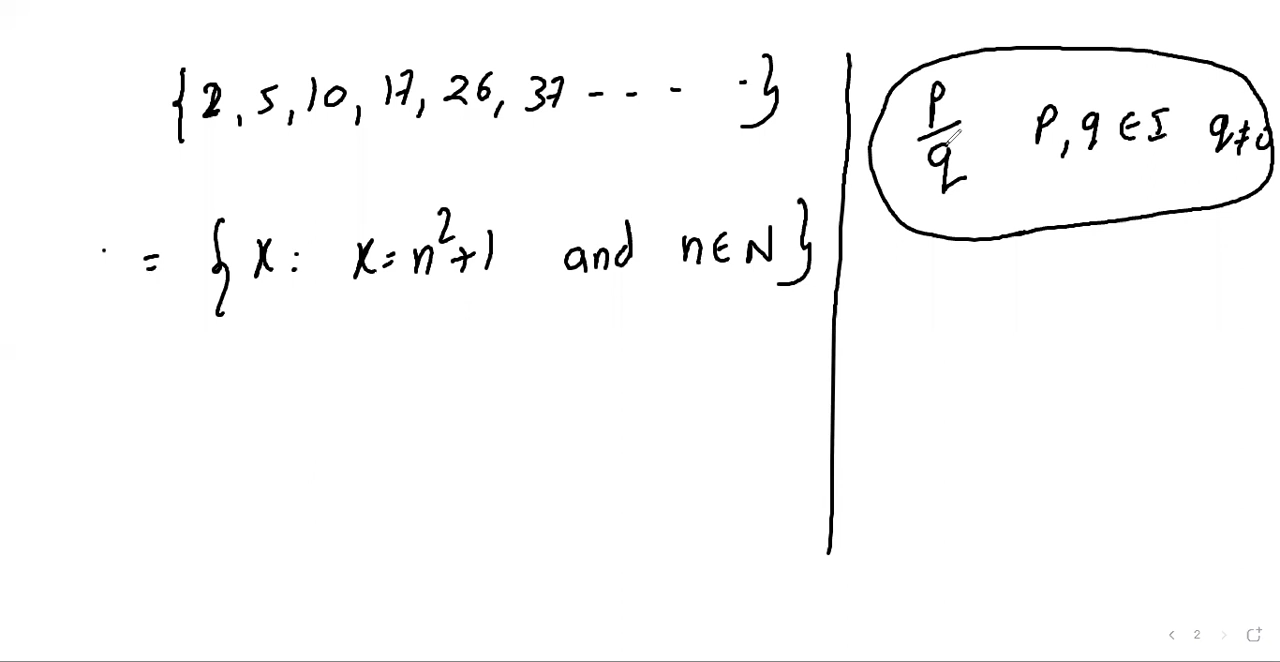 {2, 5, 10, 17, 26, 37 - - - - }
= { x : x = n²+1 and n ∈ N }
p/q p, q ∈ I q ≠ 0
2